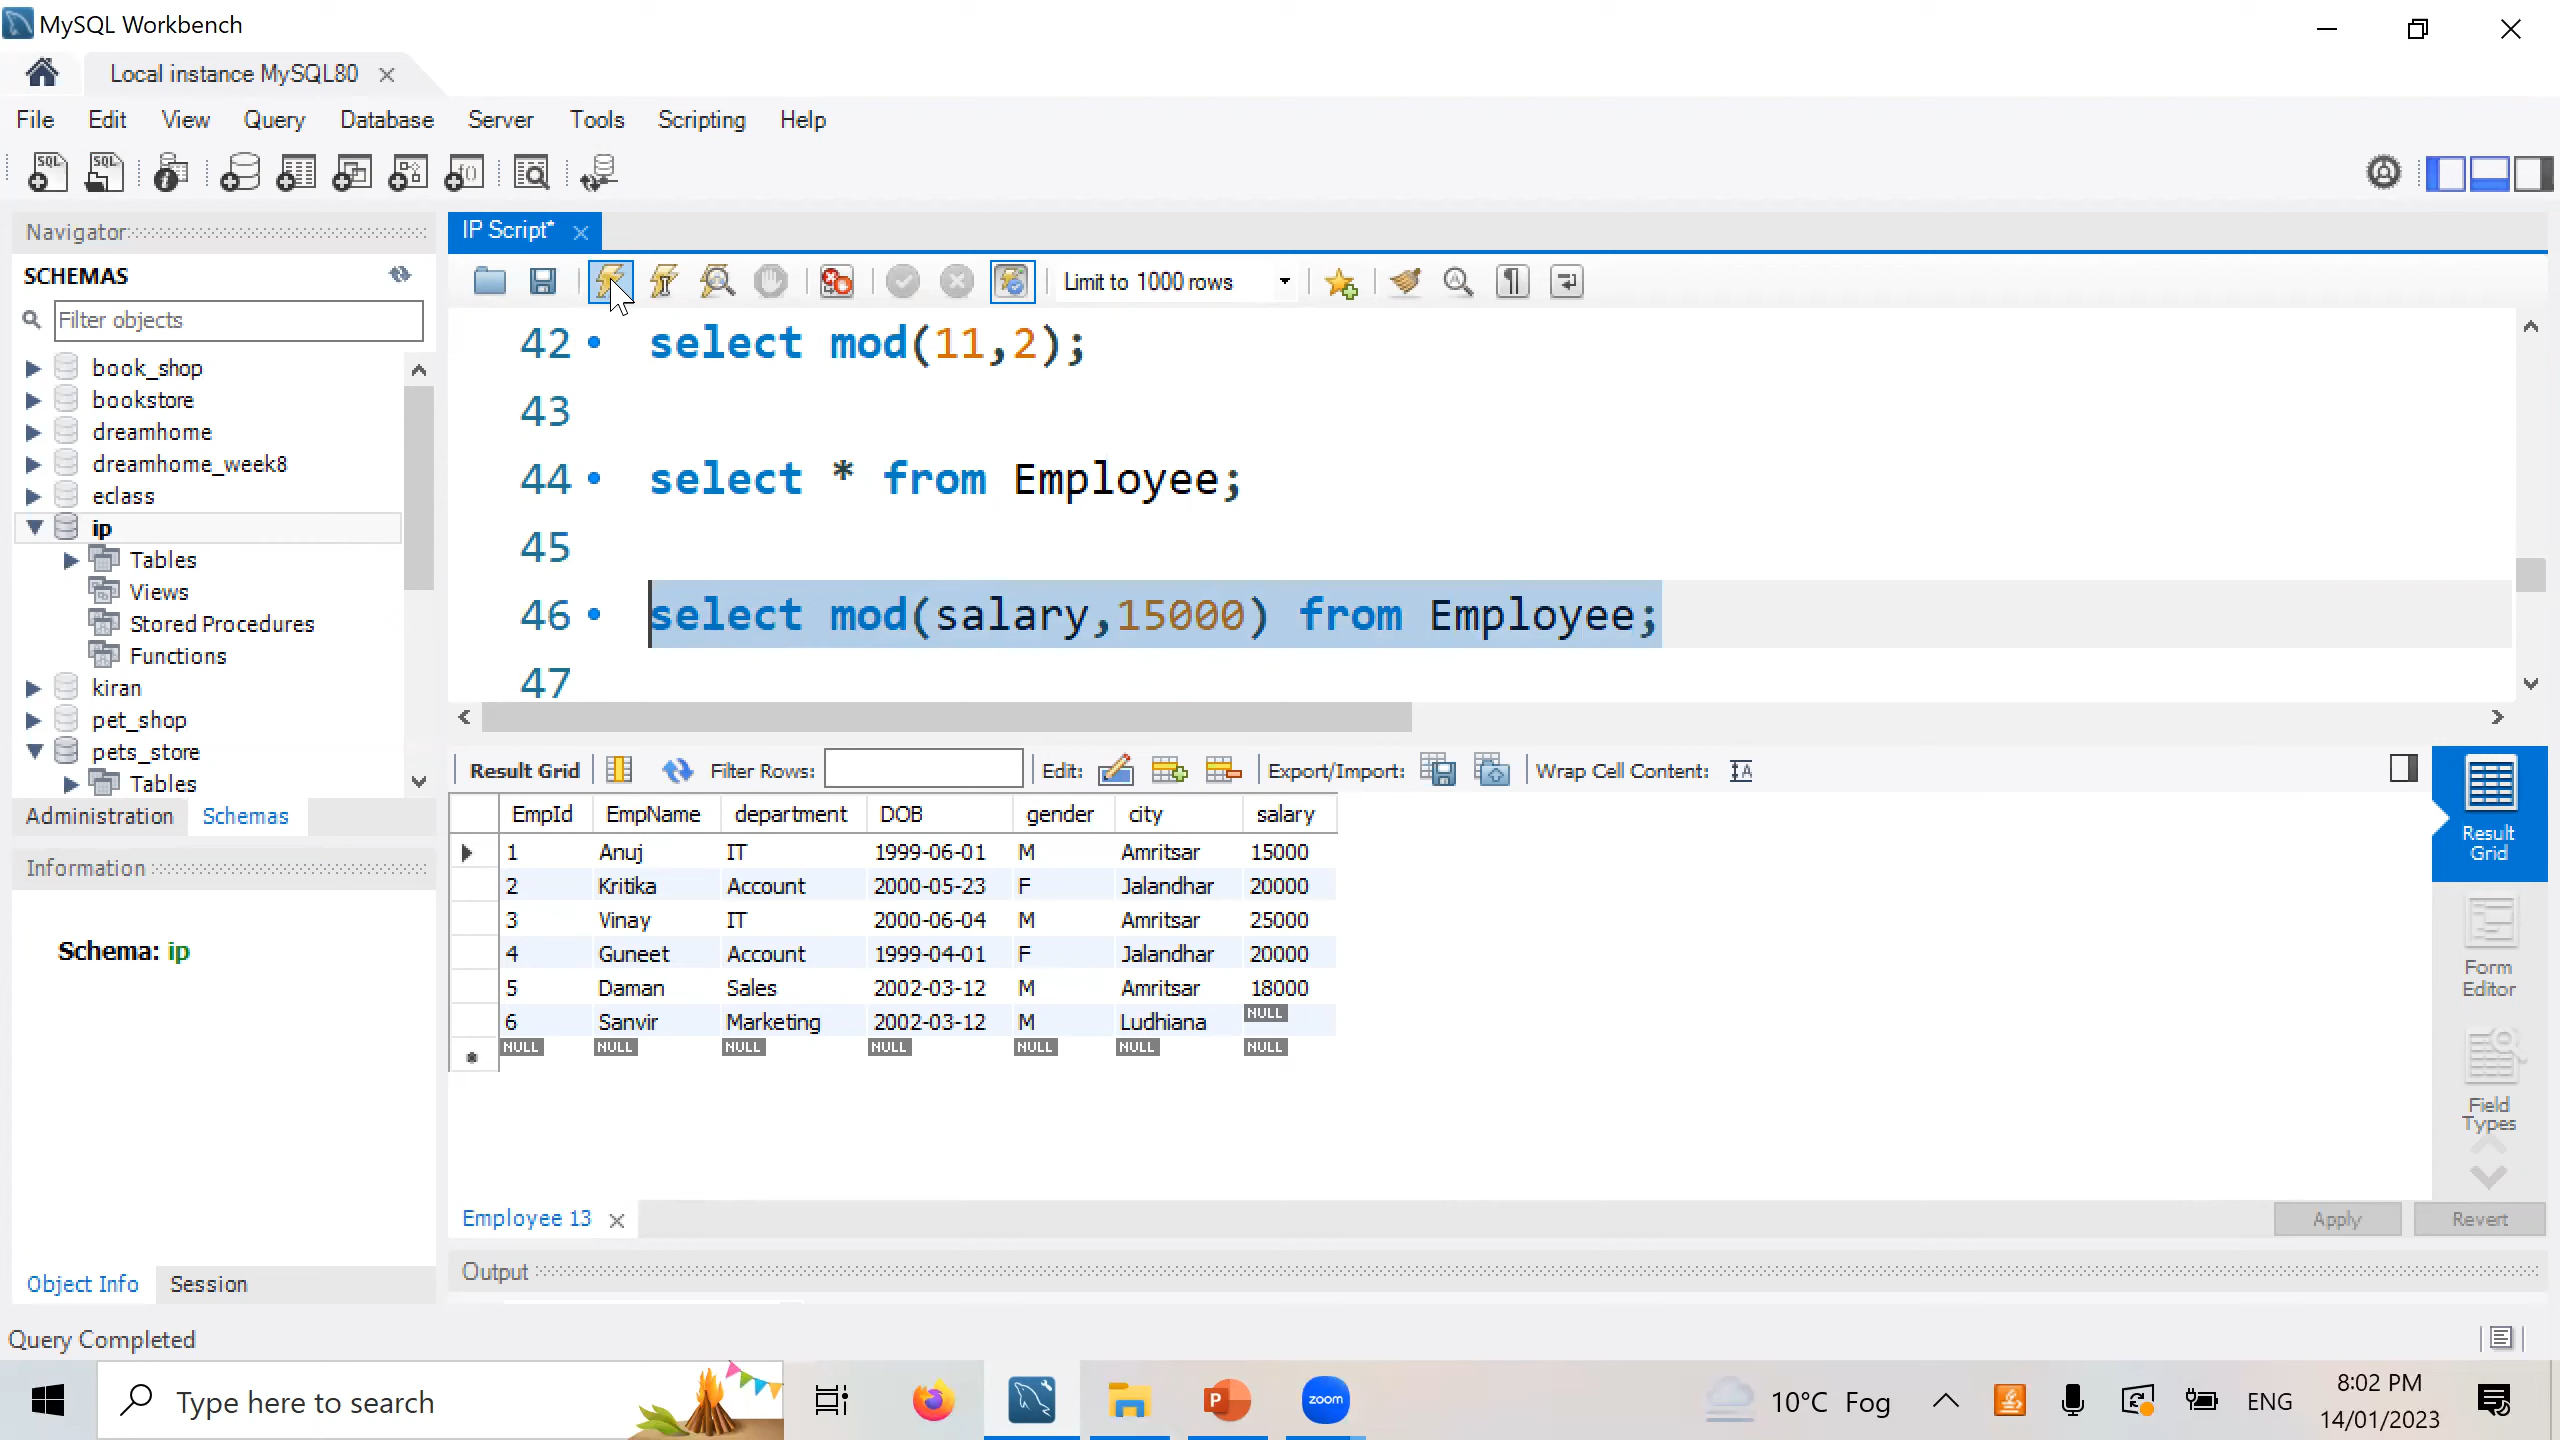 MySQL Workbench
Local instance MySQL80
File Edit View Query Database Server Tools Scripting Help
Navigator
SCHEMAS
Filter objects
book_shop
bookstore
dreamhome
dreamhome_week8
eclass
ip
Tables
Views
Stored Procedures
Functions
kiran
pet_shop
pets_store
Tables
Administration Schemas
Information
Schema: ip
Object Info Session
IP Script*
Limit to 1000 rows
42 select mod(11,2);
43
44 select * from Employee;
45
46 select mod(salary,15000) from Employee;
47
Result Grid Filter Rows: Edit: Export/Import: Wrap Cell Content:
EmpId EmpName department DOB gender city salary
1 Anuj IT 1999-06-01 M Amritsar 15000
2 Kritika Account 2000-05-23 F Jalandhar 20000
3 Vinay IT 2000-06-04 M Amritsar 25000
4 Guneet Account 1999-04-01 F Jalandhar 20000
5 Daman Sales 2002-03-12 M Amritsar 18000
6 Sanvir Marketing 2002-03-12 M Ludhiana NULL
NULL NULL NULL NULL NULL NULL NULL
Result
Grid
Form
Editor
Field
Types
Employee 13
Apply Revert
Output
Query Completed
Type here to search
zoom
10°C Fog
ENG
8:02 PM
14/01/2023